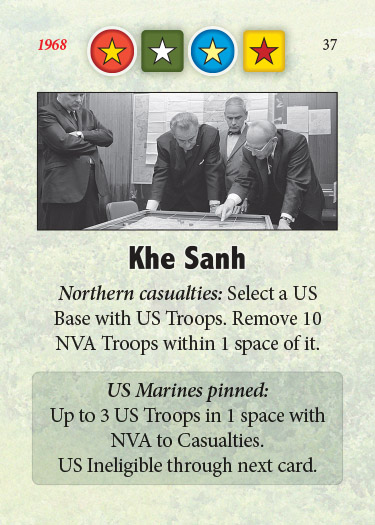 1968
37
Khe Sanh
Northern casualties: Select a US
Base with US Troops. Remove 10
NVA Troops within 1 space of it.
US Marines pinned:
Up to 3 US Troops in 1 space with
NVA to Casualties.
US Ineligible through next card.